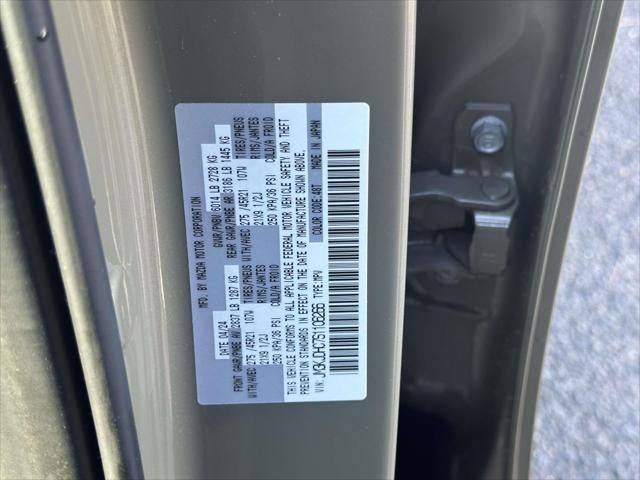 MFD. BY MAZDA MOTOR CORPORATION
DATE 04/24 GVWR/PNBV 6014 LB 2728 KG
FRONT GAWR/PNBE AV 2837 LB 1287 KG REAR GAWR/PNBE AR 3186 LB 1445 KG
WITH/AVEC 275 /45R21 107W TIRES/PNEUS WITH/AVEC 275 /45R21 107W TIRES/PNEUS
21X9 1/2J RIMS/JANTES 21X9 1/2J RIMS/JANTES
250 KPA/36 PSI COLD/A FROID 250 KPA/36 PSI COLD/A FROID
THIS VEHICLE CONFORMS TO ALL APPLICABLE FEDERAL MOTOR VEHICLE SAFETY AND THEFT
PREVENTION STANDARDS IN EFFECT ON THE DATE OF MANUFACTURE SHOWN ABOVE.
VIN: TYPE:MPV COLOR CODE:48T MADE IN JAPAN